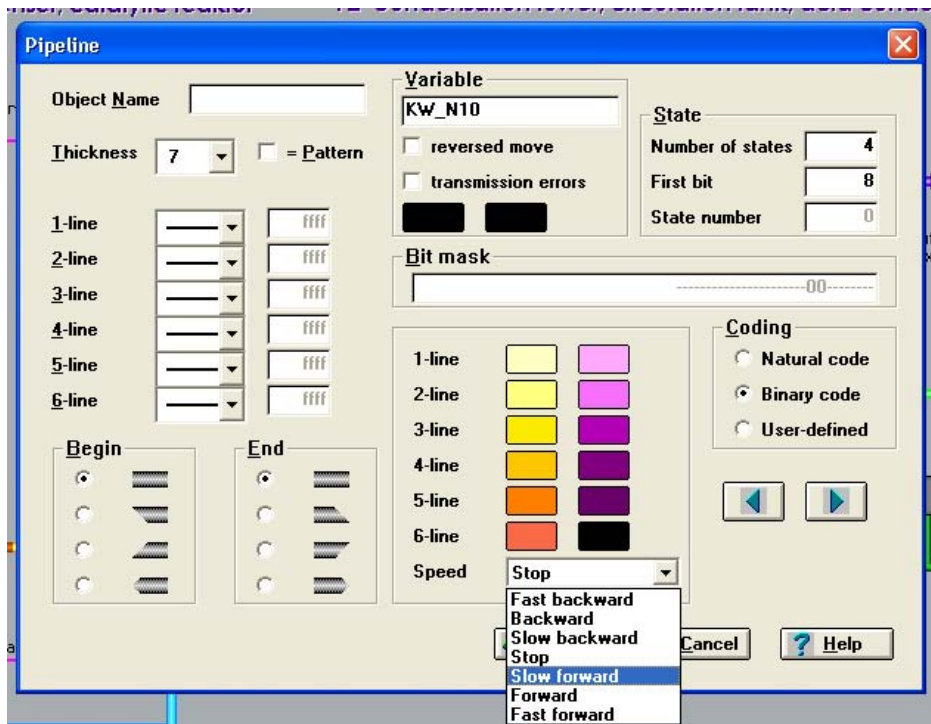 Pipeline
Object Name
Thickness 7 = Pattern
1-line ffff
2-line ffff
3-line ffff
4-line ffff
5-line ffff
6-line ffff
Begin
End
Variable
KW_N10
reversed move
transmission errors
State
Number of states 4
First bit 8
State number 0
Bit mask
---------------------00-------
1-line
2-line
3-line
4-line
5-line
6-line
Speed Stop
Fast backward
Backward
Slow backward
Stop
Slow forward
Forward
Fast forward
Coding
Natural code
Binary code
User-defined
Cancel
? Help